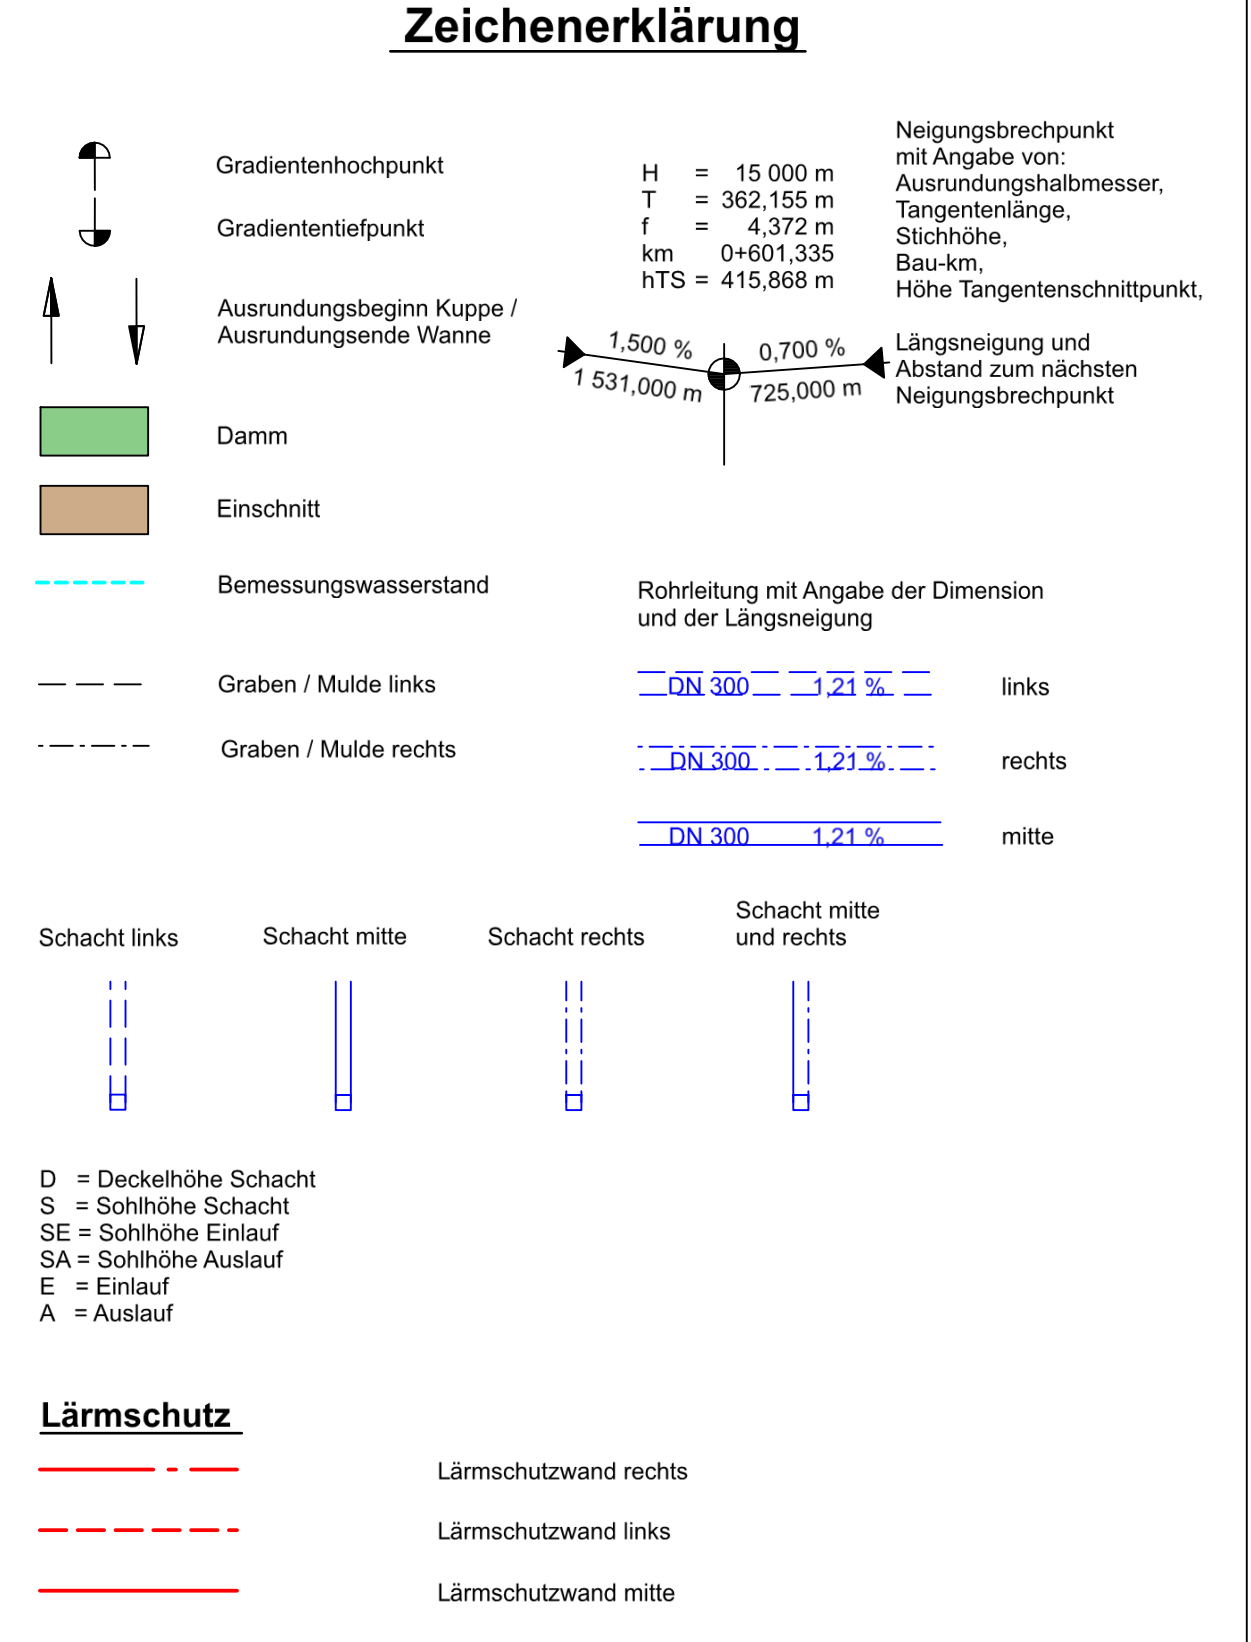 Zeichenerklärung
Gradientenhochpunkt
Gradiententiefpunkt
Ausrundungsbeginn Kuppe /
Ausrundungsende Wanne
Damm
Einschnitt
Bemessungswasserstand
Graben / Mulde links
Graben / Mulde rechts
H = 15 000 m
T = 362,155 m
f = 4,372 m
km 0+601,335
hTS = 415,868 m
Neigungsbrechpunkt
mit Angabe von:
Ausrundungshalbmesser,
Tangentenlänge,
Stichhöhe,
Bau-km,
Höhe Tangentenschnittpunkt,
1,500 % 0,700 %
1 531,000 m 725,000 m
Längsneigung und
Abstand zum nächsten
Neigungsbrechpunkt
Rohrleitung mit Angabe der Dimension
und der Längsneigung
DN 300 1,21 % links
DN 300 1,21 % rechts
DN 300 1,21 % mitte
Schacht links
Schacht mitte
Schacht rechts
Schacht mitte
und rechts
D = Deckelhöhe Schacht
S = Sohlhöhe Schacht
SE = Sohlhöhe Einlauf
SA = Sohlhöhe Auslauf
E = Einlauf
A = Auslauf
Lärmschutz
Lärmschutzwand rechts
Lärmschutzwand links
Lärmschutzwand mitte